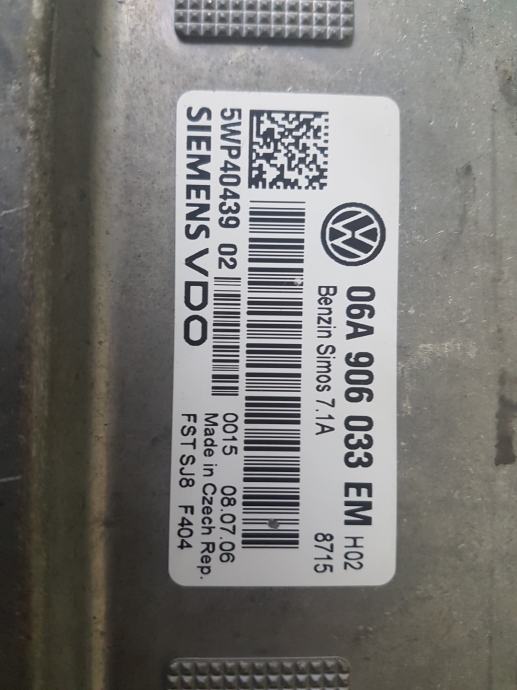 06A 906 033 EM H02
Benzin Simos 7.1A 8715
5WP40439 02 0015 08.07.06
SIEMENS VDO Made in Czech Rep.
FST SJ8 F404